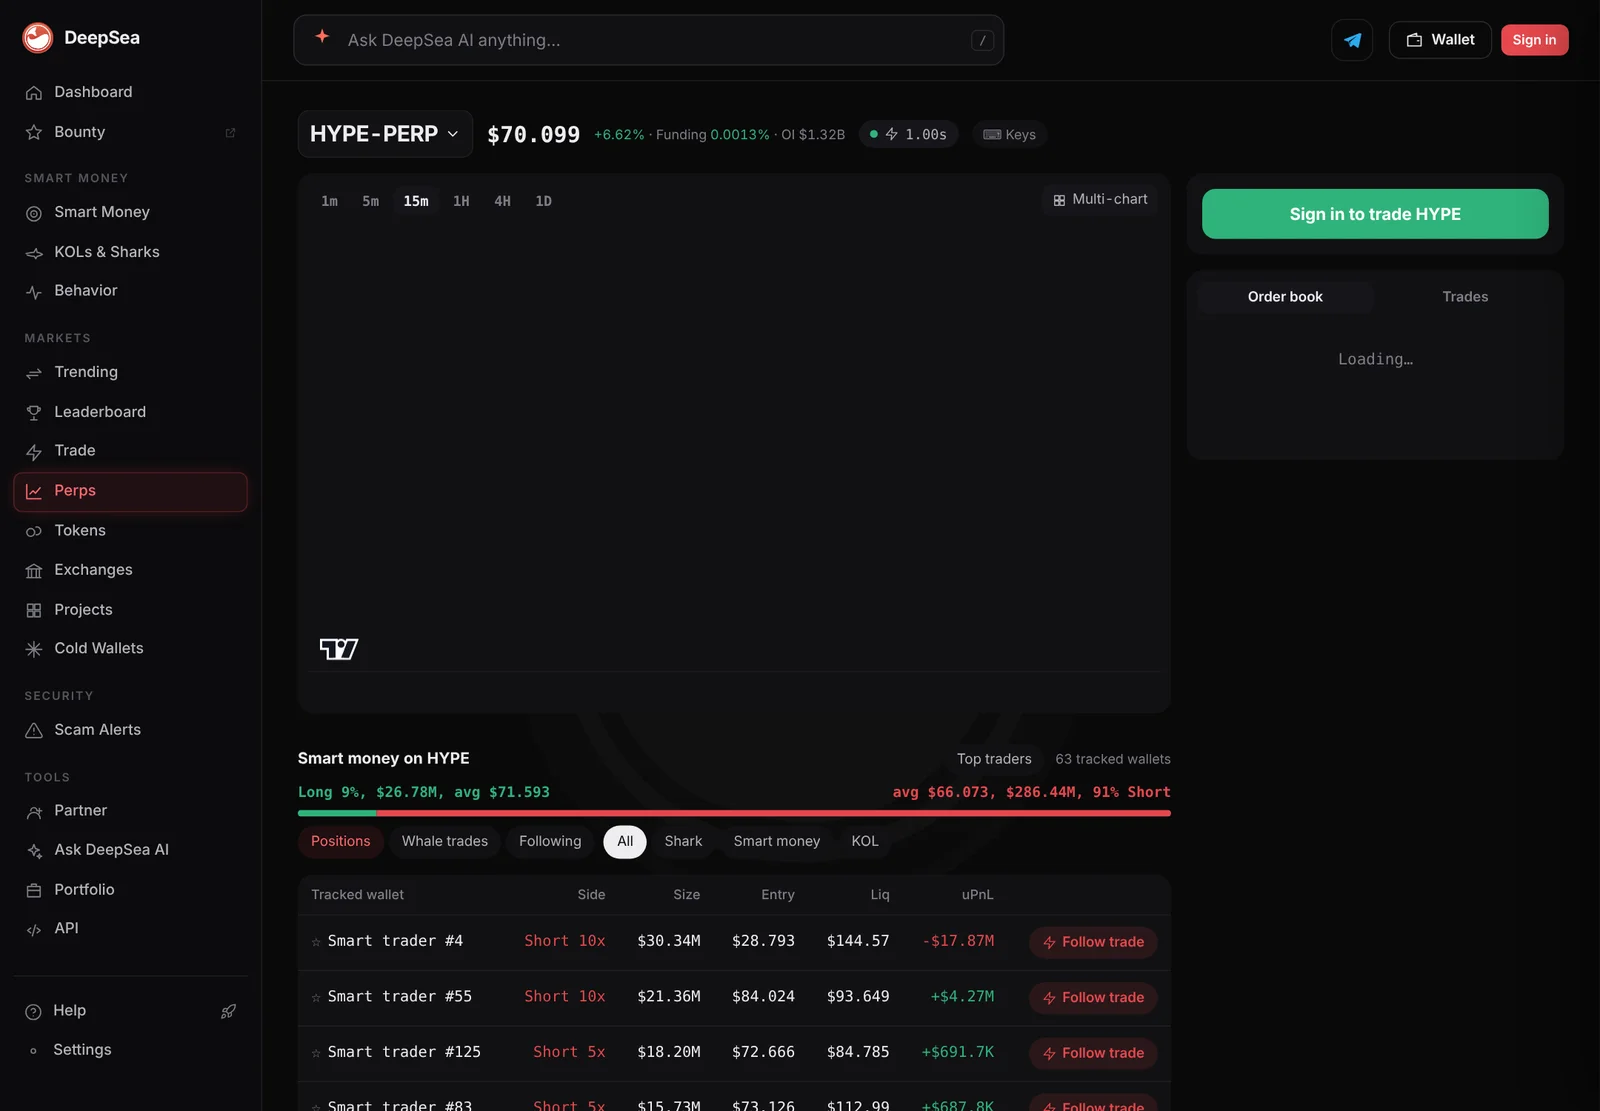 DeepSea
Ask DeepSea AI anything...
/
Wallet
Sign in
Dashboard
Bounty
SMART MONEY
Smart Money
KOLs & Sharks
Behavior
MARKETS
Trending
Leaderboard
Trade
Perps
Tokens
Exchanges
Projects
Cold Wallets
SECURITY
Scam Alerts
TOOLS
Partner
Ask DeepSea AI
Portfolio
API
Help
Settings
HYPE-PERP
$70.099
+6.62% · Funding 0.0013% · OI $1.32B
1.00s
Keys
1m 5m 15m 1H 4H 1D
Multi-chart
Sign in to trade HYPE
Order book
Trades
Loading…
Smart money on HYPE
Top traders
63 tracked wallets
Long 9%, $26.78M, avg $71.593
avg $66.073, $286.44M, 91% Short
Positions
Whale trades
Following
All
Shark
Smart money
KOL
Tracked wallet Side Size Entry Liq uPnL
☆ Smart trader #4 Short 10x $30.34M $28.793 $144.57 -$17.87M Follow trade
☆ Smart trader #55 Short 10x $21.36M $84.024 $93.649 +$4.27M Follow trade
☆ Smart trader #125 Short 5x $18.20M $72.666 $84.785 +$691.7K Follow trade
☆ Smart trader #83 Short 5x $15.73M $73.126 $112.99 +$687.8K Follow trade